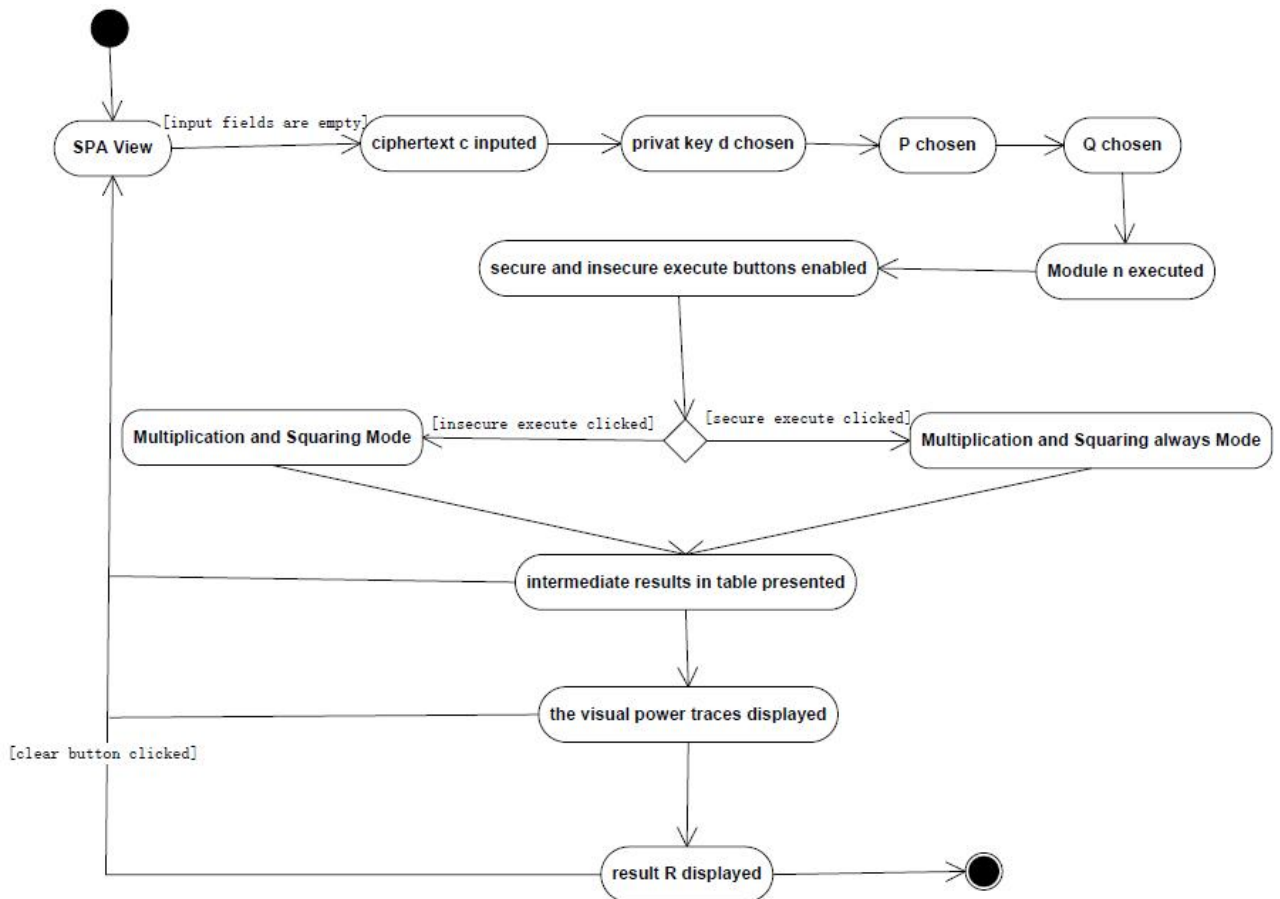 [input fields are empty]
SPA View
ciphertext c inputed
privat key d chosen
P chosen
Q chosen
secure and insecure execute buttons enabled
Module n executed
[insecure execute clicked]
[secure execute clicked]
Multiplication and Squaring Mode
Multiplication and Squaring always Mode
intermediate results in table presented
the visual power traces displayed
[clear button clicked]
result R displayed